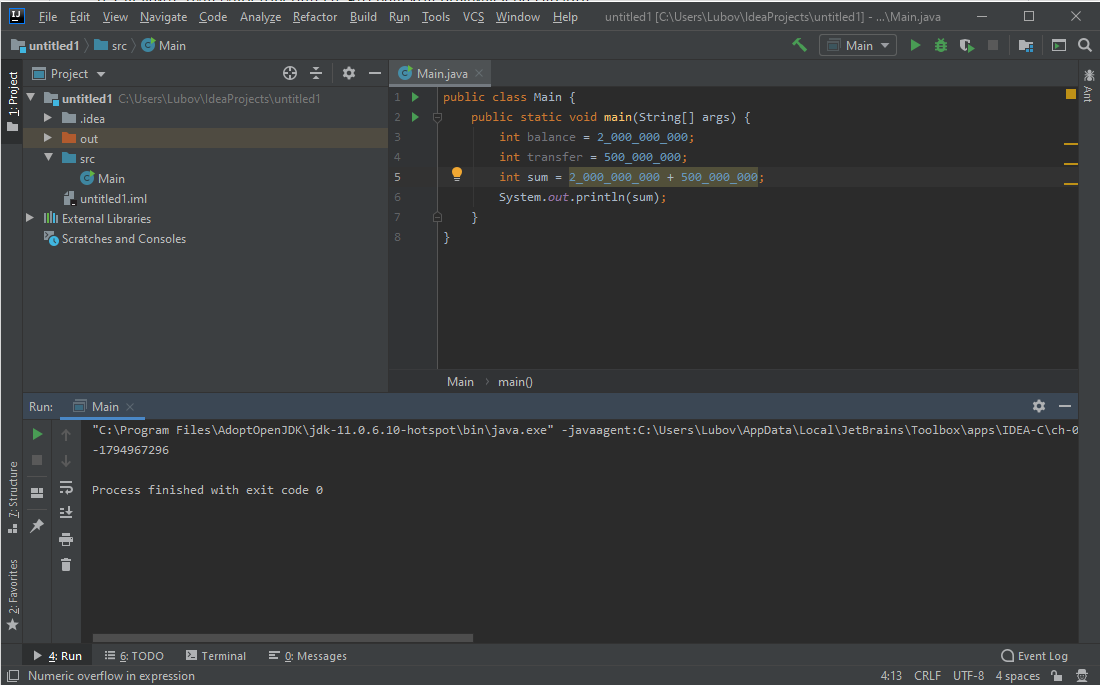 File Edit View Navigate Code Analyze Refactor Build Run Tools VCS Window Help untitled1 [C:\Users\Lubov\IdeaProjects\untitled1] - ...\Main.java
untitled1 src Main
Main
1: Project
Project
untitled1 C:\Users\Lubov\IdeaProjects\untitled1
.idea
out
src
Main
untitled1.iml
External Libraries
Scratches and Consoles
Main.java
1 public class Main {
2 public static void main(String[] args) {
3 int balance = 2_000_000_000;
4 int transfer = 500_000_000;
5 int sum = 2_000_000_000 + 500_000_000;
6 System.out.println(sum);
7 }
8 }
Main main()
Ant
Run: Main
"C:\Program Files\AdoptOpenJDK\jdk-11.0.6.10-hotspot\bin\java.exe" -javaagent:C:\Users\Lubov\AppData\Local\JetBrains\Toolbox\apps\IDEA-C\ch-0
-1794967296
Process finished with exit code 0
7: Structure
2: Favorites
4: Run 6: TODO Terminal 0: Messages Event Log
Numeric overflow in expression 4:13 CRLF UTF-8 4 spaces